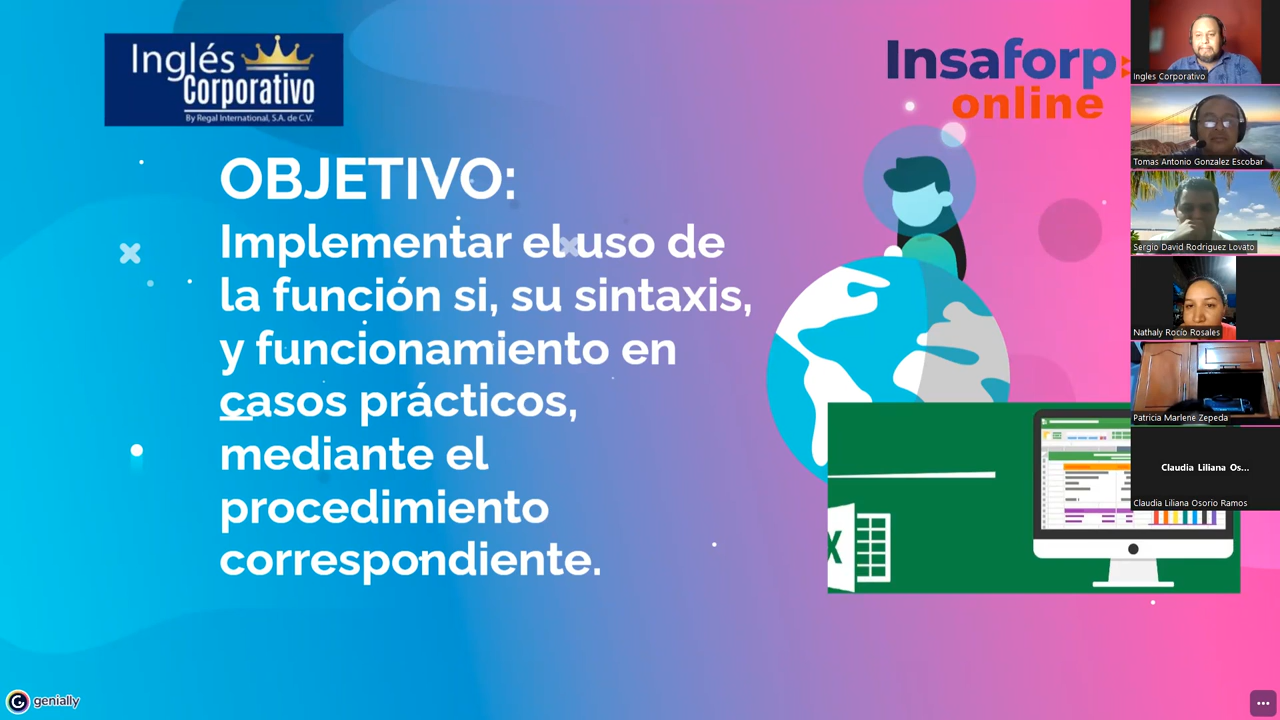 Inglés
Corporativo
By Regal International, S.A. de C.V.
Insaforp
online
OBJETIVO:
Implementar el uso de
la función si, su sintaxis,
y funcionamiento en
casos prácticos,
mediante el
procedimiento
correspondiente.
X
genially
Ingles Corporativo
Tomas Antonio Gonzalez Escobar
Sergio David Rodriguez Lovato
Nathaly Rocío Rosales
Patricia Marlene Zepeda
Claudia Liliana Os...
Claudia Liliana Osorio Ramos